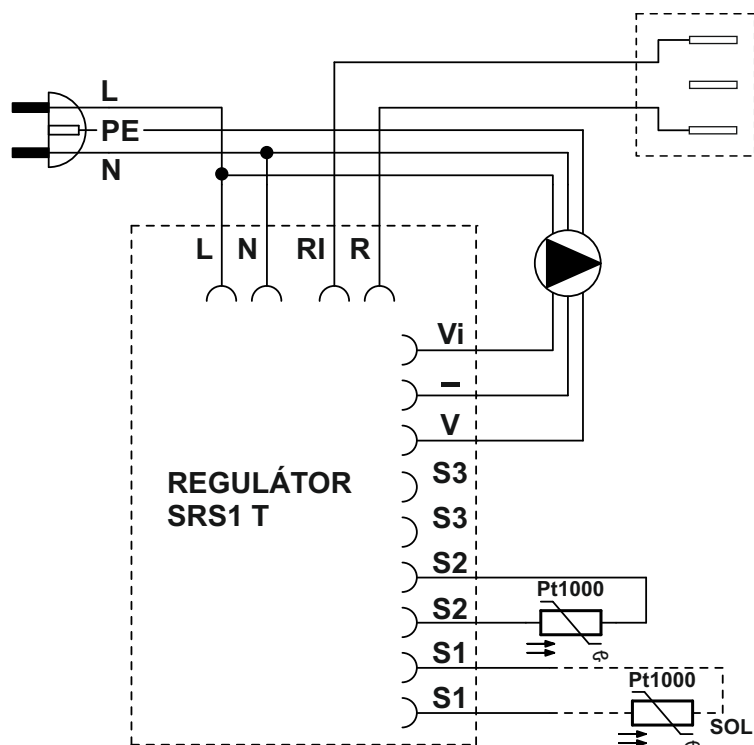 L
PE
N
L N RI R
Vi
–
V
S3
S3
S2
S2
S1
S1
REGULÁTOR
SRS1 T
Pt1000
ϑ
Pt1000
SOL